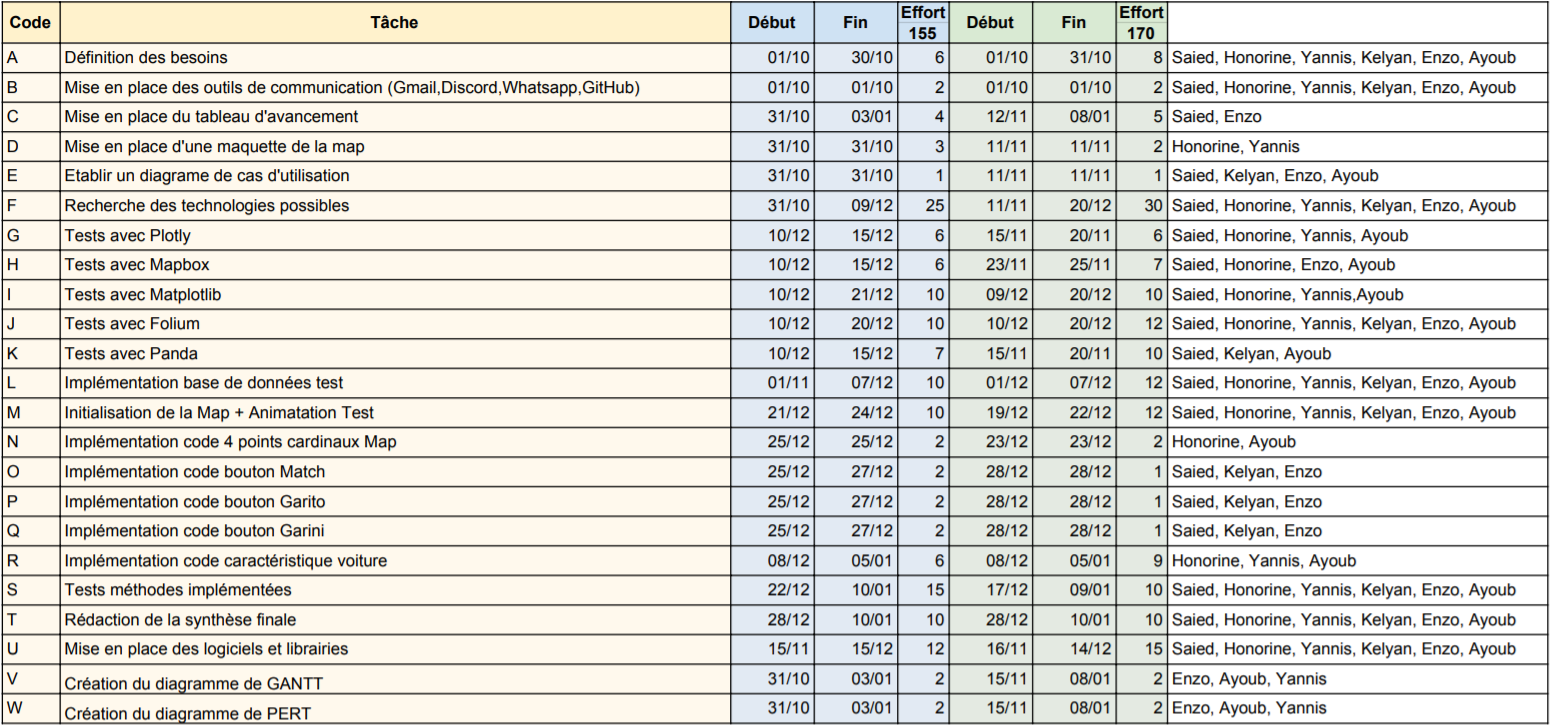 Code Tâche Début Fin Effort 155 Début Fin Effort 170
A Définition des besoins 01/10 30/10 6 01/10 31/10 8 Saied, Honorine, Yannis, Kelyan, Enzo, Ayoub
B Mise en place des outils de communication (Gmail,Discord,Whatsapp,GitHub) 01/10 01/10 2 01/10 01/10 2 Saied, Honorine, Yannis, Kelyan, Enzo, Ayoub
C Mise en place du tableau d'avancement 31/10 03/01 4 12/11 08/01 5 Saied, Enzo
D Mise en place d'une maquette de la map 31/10 31/10 3 11/11 11/11 2 Honorine, Yannis
E Etablir un diagrame de cas d'utilisation 31/10 31/10 1 11/11 11/11 1 Saied, Kelyan, Enzo, Ayoub
F Recherche des technologies possibles 31/10 09/12 25 11/11 20/12 30 Saied, Honorine, Yannis, Kelyan, Enzo, Ayoub
G Tests avec Plotly 10/12 15/12 6 15/11 20/11 6 Saied, Honorine, Yannis, Ayoub
H Tests avec Mapbox 10/12 15/12 6 23/11 25/11 7 Saied, Honorine, Enzo, Ayoub
I Tests avec Matplotlib 10/12 21/12 10 09/12 20/12 10 Saied, Honorine, Yannis,Ayoub
J Tests avec Folium 10/12 20/12 10 10/12 20/12 12 Saied, Honorine, Yannis, Kelyan, Enzo, Ayoub
K Tests avec Panda 10/12 15/12 7 15/11 20/11 10 Saied, Kelyan, Ayoub
L Implémentation base de données test 01/11 07/12 10 01/12 07/12 12 Saied, Honorine, Yannis, Kelyan, Enzo, Ayoub
M Initialisation de la Map + Animatation Test 21/12 24/12 10 19/12 22/12 12 Saied, Honorine, Yannis, Kelyan, Enzo, Ayoub
N Implémentation code 4 points cardinaux Map 25/12 25/12 2 23/12 23/12 2 Honorine, Ayoub
O Implémentation code bouton Match 25/12 27/12 2 28/12 28/12 1 Saied, Kelyan, Enzo
P Implémentation code bouton Garito 25/12 27/12 2 28/12 28/12 1 Saied, Kelyan, Enzo
Q Implémentation code bouton Garini 25/12 27/12 2 28/12 28/12 1 Saied, Kelyan, Enzo
R Implémentation code caractéristique voiture 08/12 05/01 6 08/12 05/01 9 Honorine, Yannis, Ayoub
S Tests méthodes implémentées 22/12 10/01 15 17/12 09/01 10 Saied, Honorine, Yannis, Kelyan, Enzo, Ayoub
T Rédaction de la synthèse finale 28/12 10/01 10 28/12 10/01 10 Saied, Honorine, Yannis, Kelyan, Enzo, Ayoub
U Mise en place des logiciels et librairies 15/11 15/12 12 16/11 14/12 15 Saied, Honorine, Yannis, Kelyan, Enzo, Ayoub
V Création du diagramme de GANTT 31/10 03/01 2 15/11 08/01 2 Enzo, Ayoub, Yannis
W Création du diagramme de PERT 31/10 03/01 2 15/11 08/01 2 Enzo, Ayoub, Yannis